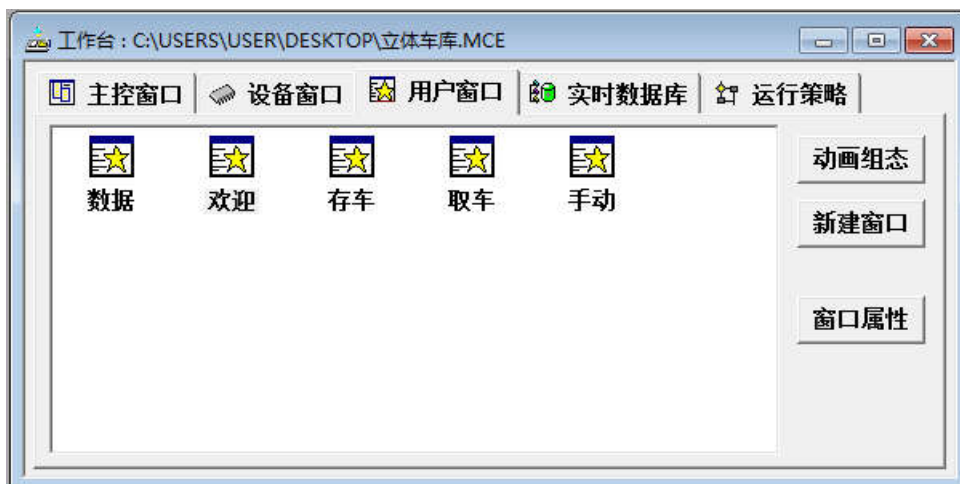 工作台 : C:\USERS\USER\DESKTOP\立体车库.MCE
主控窗口 设备窗口 用户窗口 实时数据库 运行策略
数据 欢迎 存车 取车 手动
动画组态
新建窗口
窗口属性